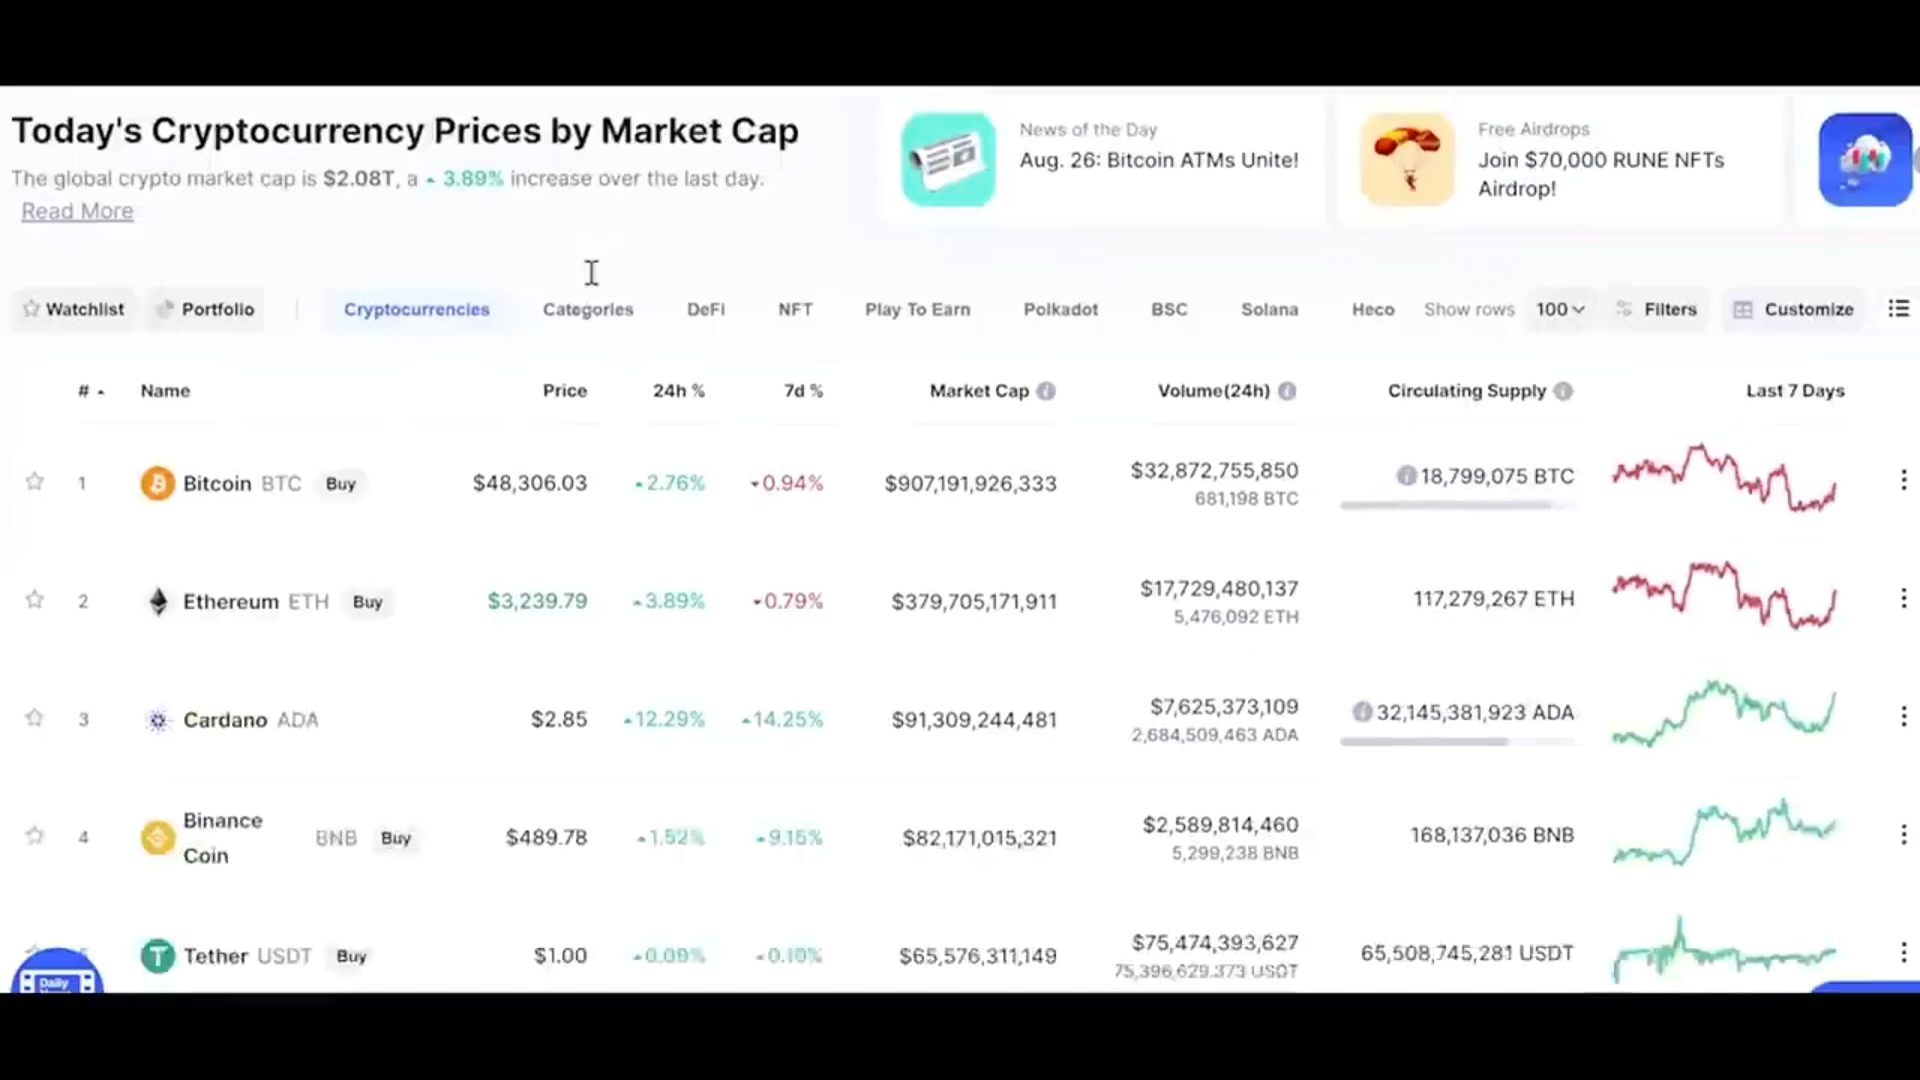 Today's Cryptocurrency Prices by Market Cap
The global crypto market cap is $2.08T, a 3.89% increase over the last day.
Read More
News of the Day
Aug. 26: Bitcoin ATMs Unite!
Free Airdrops
Join $70,000 RUNE NFTs
Airdrop!
Watchlist Portfolio Cryptocurrencies Categories DeFi NFT Play To Earn Polkadot BSC Solana Heco Show rows 100 Filters Customize
# Name Price 24h % 7d % Market Cap Volume(24h) Circulating Supply Last 7 Days
1 Bitcoin BTC Buy $48,306.03 2.76% 0.94% $907,191,926,333 $32,872,755,850 18,799,075 BTC
681,198 BTC
2 Ethereum ETH Buy $3,239.79 3.89% 0.79% $379,705,171,911 $17,729,480,137 117,279,267 ETH
5,476,092 ETH
3 Cardano ADA $2.85 12.29% 14.25% $91,309,244,481 $7,625,373,109 32,145,381,923 ADA
2,684,509,463 ADA
4 Binance Coin BNB Buy $489.78 1.52% 9.15% $82,171,015,321 $2,589,814,460 168,137,036 BNB
5,299,238 BNB
Tether USDT Buy $1.00 0.09% 0.10% $65,576,311,149 $75,474,393,627 65,508,745,281 USDT
75,396,629,373 USDT
Daily